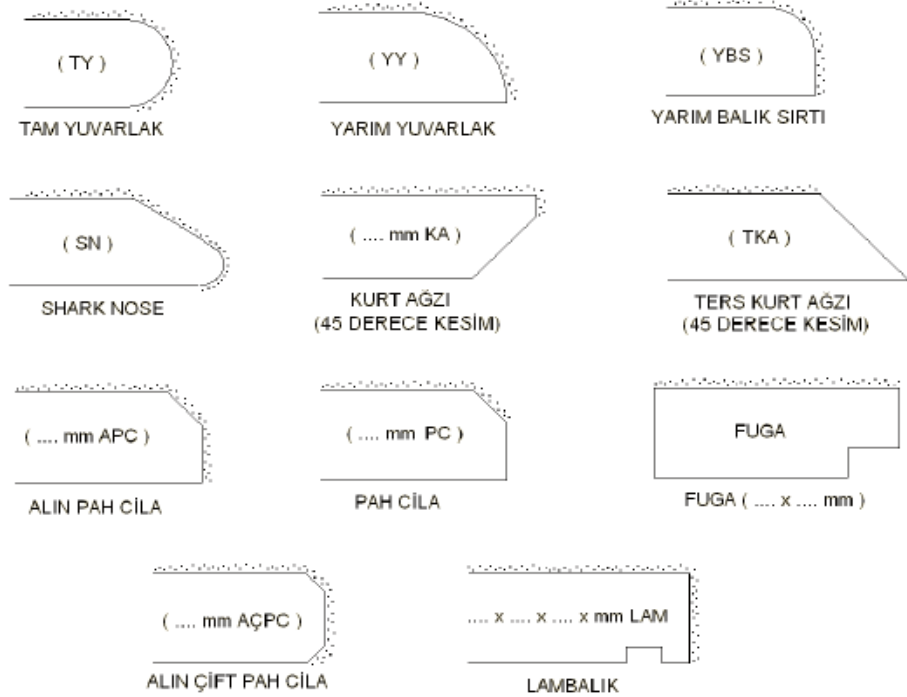 ( TY )
TAM YUVARLAK
( YY )
YARIM YUVARLAK
( YBS )
YARIM BALIK SIRTI
( SN )
SHARK NOSE
( .... mm KA )
KURT AĞZI
(45 DERECE KESİM)
( TKA )
TERS KURT AĞZI
(45 DERECE KESİM)
( .... mm APC )
ALIN PAH CİLA
( .... mm PC )
PAH CİLA
FUGA
FUGA ( .... x .... mm )
( .... mm AÇPC )
ALIN ÇİFT PAH CİLA
.... x .... x .... x mm LAM
LAMBALIK